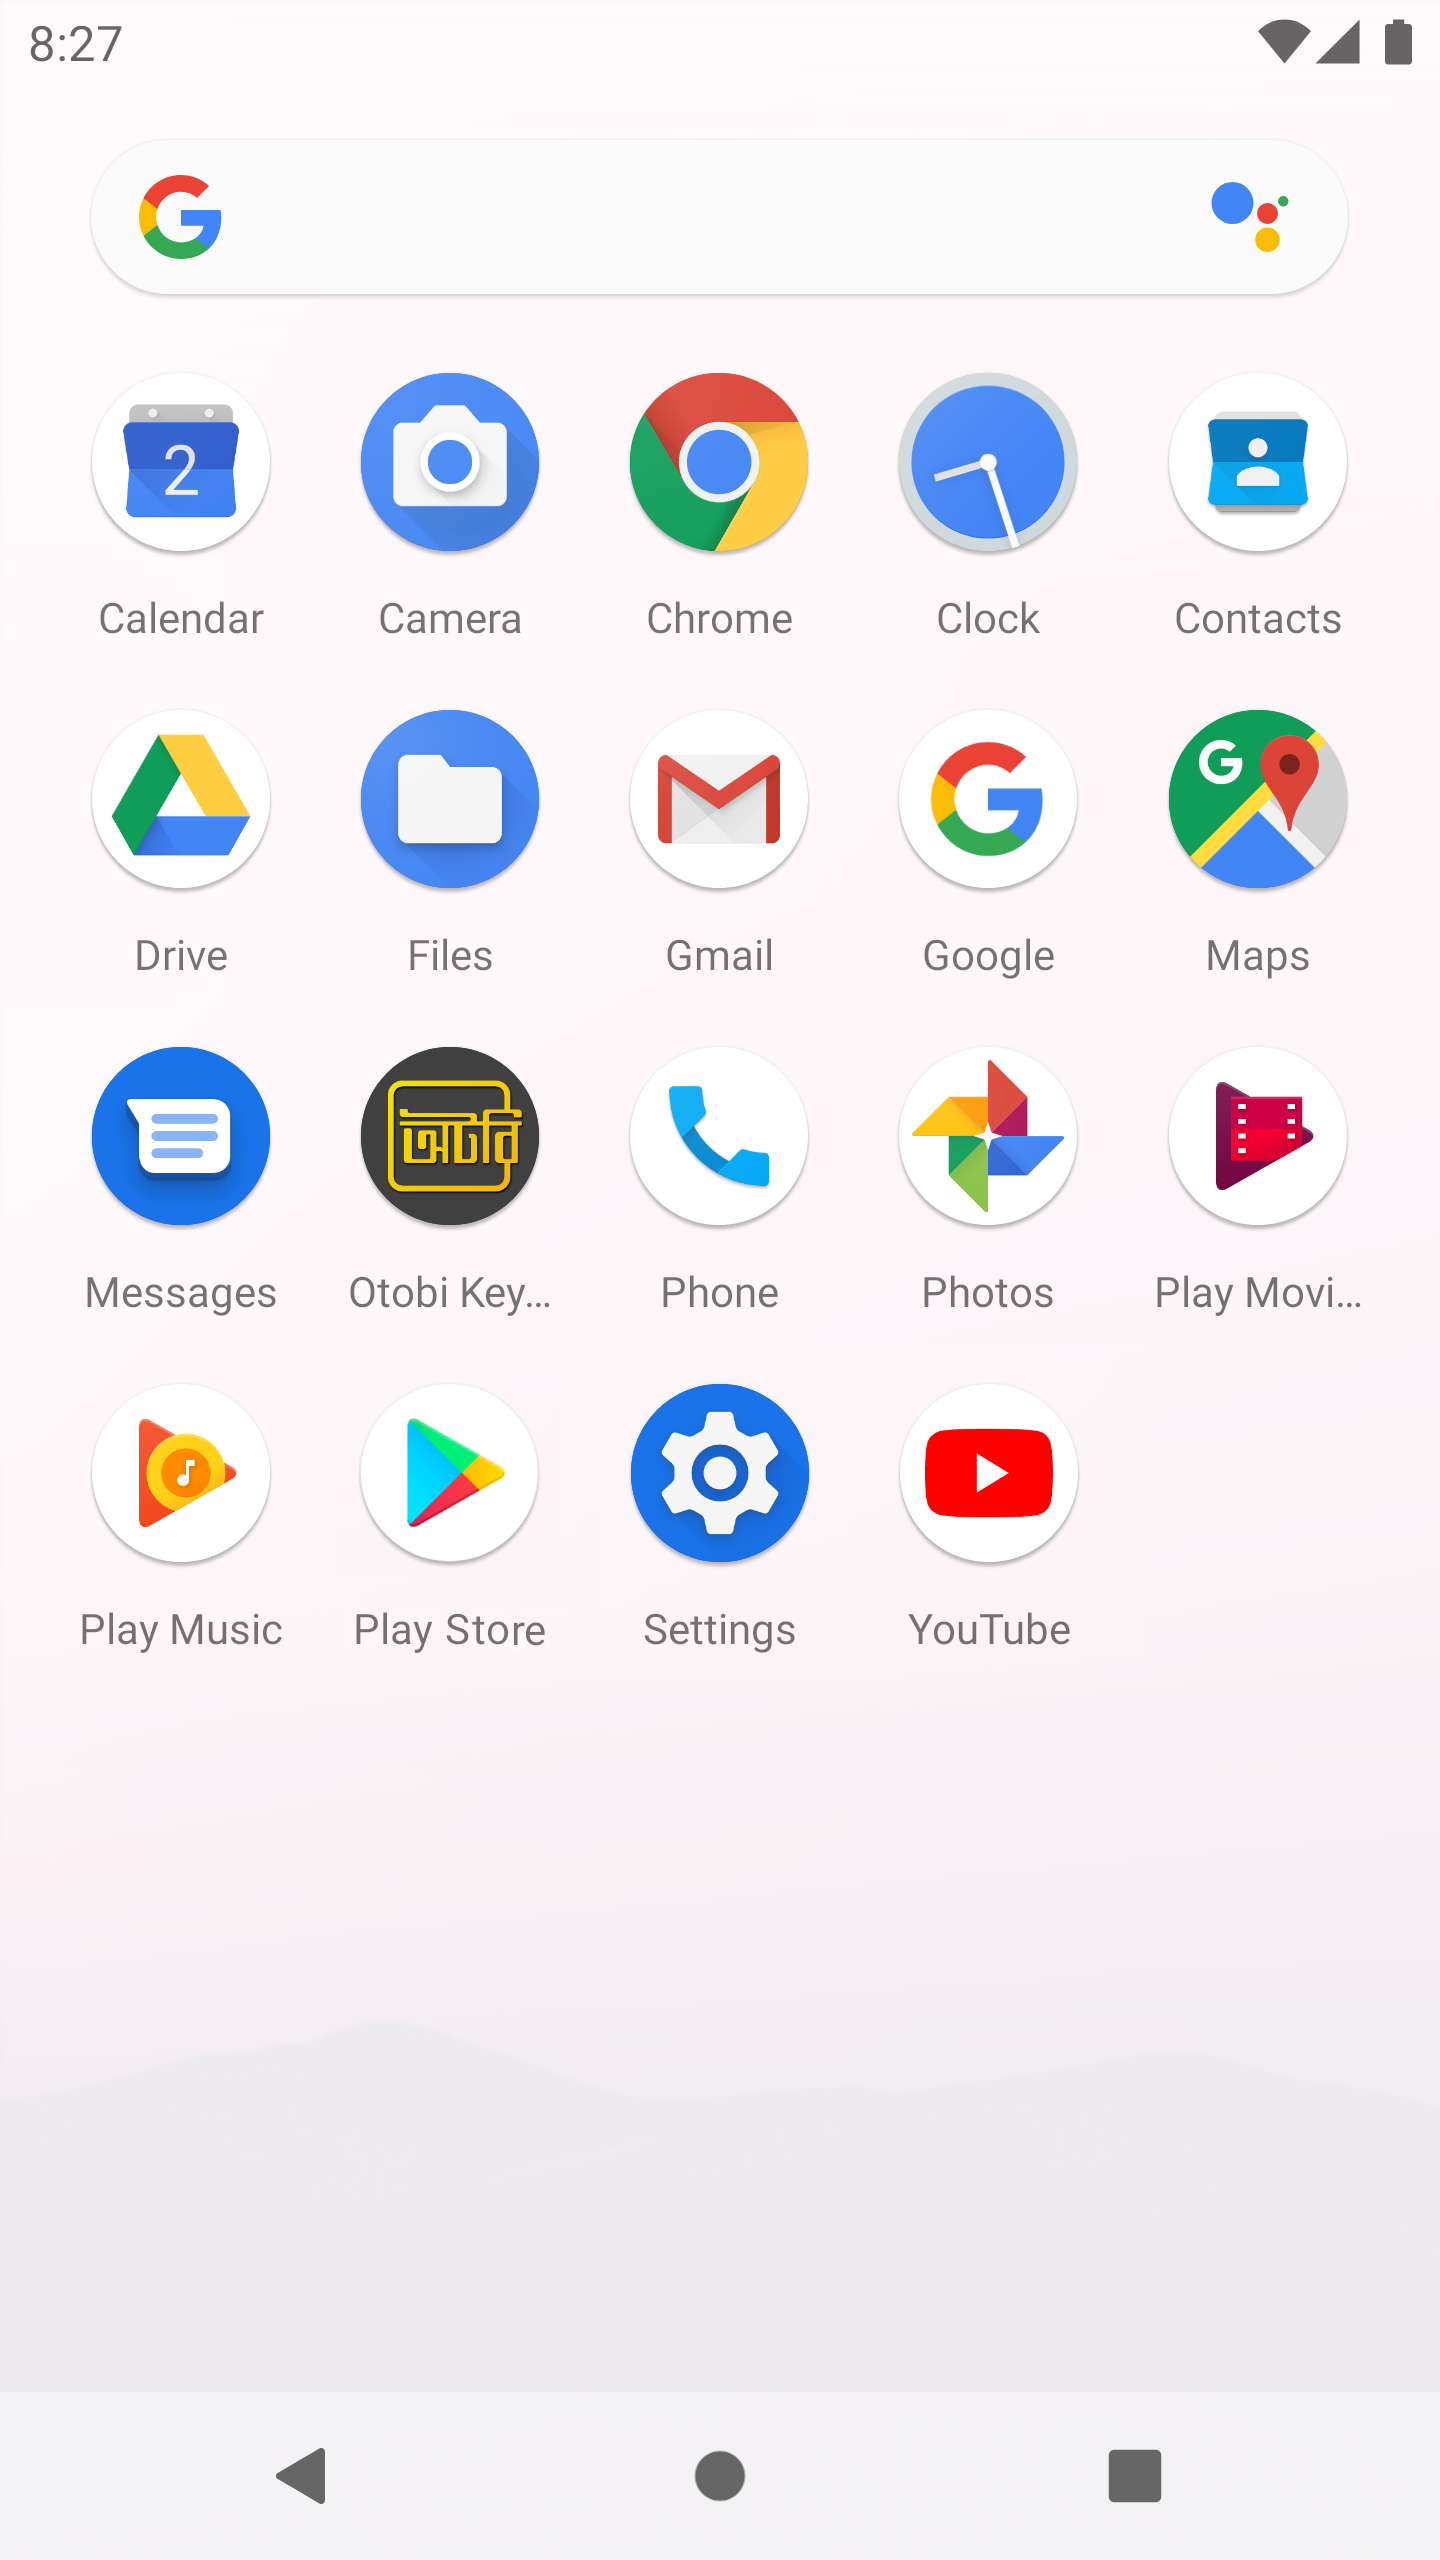 8:27
2
Calendar Camera Chrome Clock Contacts
Drive Files Gmail Google Maps
অটবি
Messages Otobi Key... Phone Photos Play Movi...
Play Music Play Store Settings YouTube